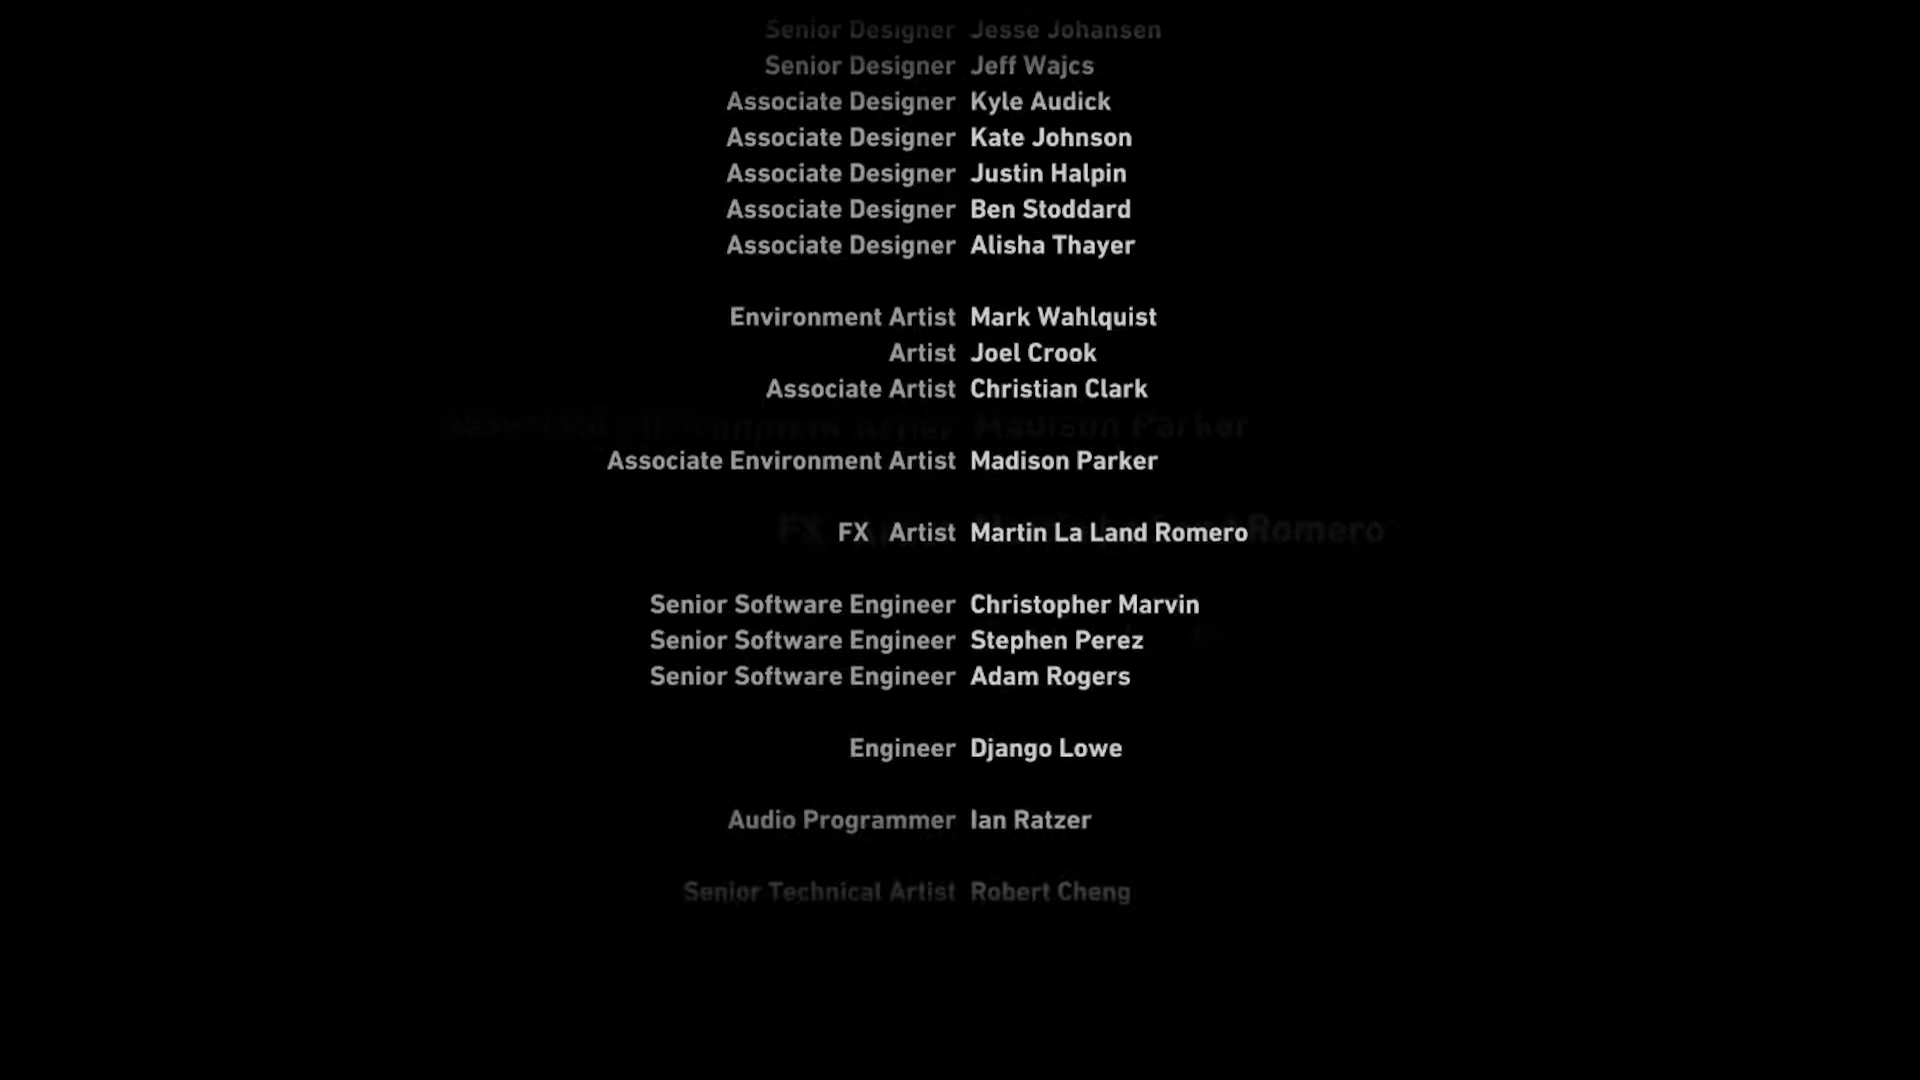 Senior Designer Jesse Johansen
Senior Designer Jeff Wajcs
Associate Designer Kyle Audick
Associate Designer Kate Johnson
Associate Designer Justin Halpin
Associate Designer Ben Stoddard
Associate Designer Alisha Thayer
Environment Artist Mark Wahlquist
Artist Joel Crook
Associate Artist Christian Clark
Associate Environment Artist Madison Parker
FX Artist Martin La Land Romero
Senior Software Engineer Christopher Marvin
Senior Software Engineer Stephen Perez
Senior Software Engineer Adam Rogers
Engineer Django Lowe
Audio Programmer Ian Ratzer
Senior Technical Artist Robert Cheng